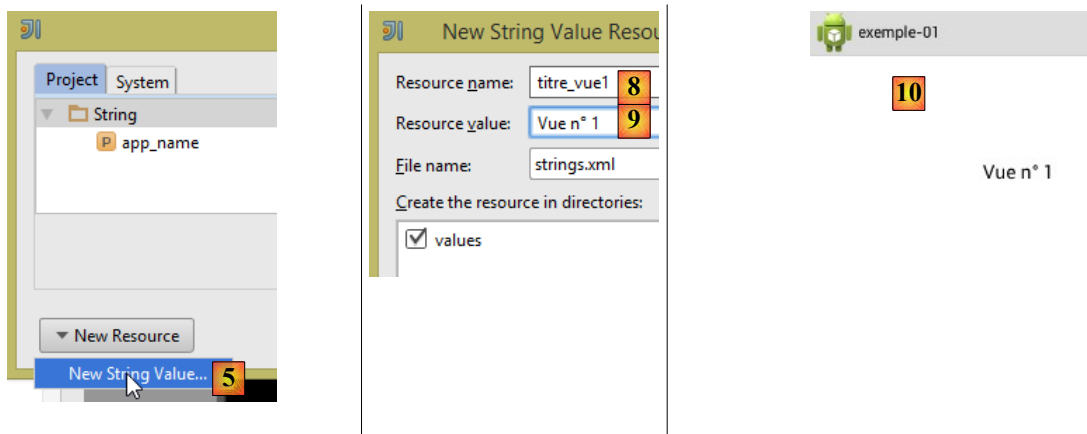 Project System
String
app_name
New Resource
New String Value...
5
New String Value Resou
Resource name: titre_vue1
8
Resource value: Vue n° 1
9
File name: strings.xml
Create the resource in directories:
values
exemple-01
10
Vue n° 1